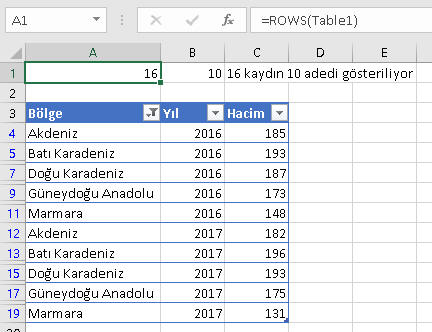 A1 =ROWS(Table1)
A B C D E
1 16 10 16 kaydın 10 adedi gösteriliyor
2
3 Bölge Yıl Hacim
4 Akdeniz 2016 185
5 Batı Karadeniz 2016 193
7 Doğu Karadeniz 2016 187
9 Güneydoğu Anadolu 2016 173
11 Marmara 2016 148
12 Akdeniz 2017 182
13 Batı Karadeniz 2017 196
15 Doğu Karadeniz 2017 193
17 Güneydoğu Anadolu 2017 175
19 Marmara 2017 131